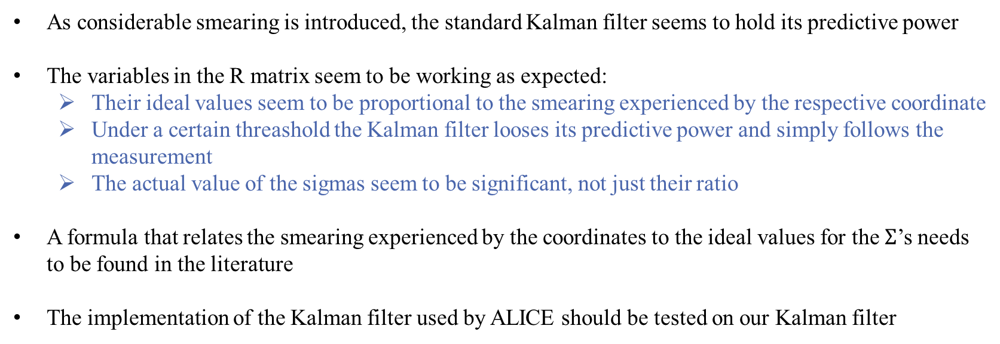 • As considerable smearing is introduced, the standard Kalman filter seems to hold its predictive power
• The variables in the R matrix seem to be working as expected:
➢ Their ideal values seem to be proportional to the smearing experienced by the respective coordinate
➢ Under a certain threashold the Kalman filter looses its predictive power and simply follows the
measurement
➢ The actual value of the sigmas seem to be significant, not just their ratio
• A formula that relates the smearing experienced by the coordinates to the ideal values for the Σ’s needs
to be found in the literature
• The implementation of the Kalman filter used by ALICE should be tested on our Kalman filter